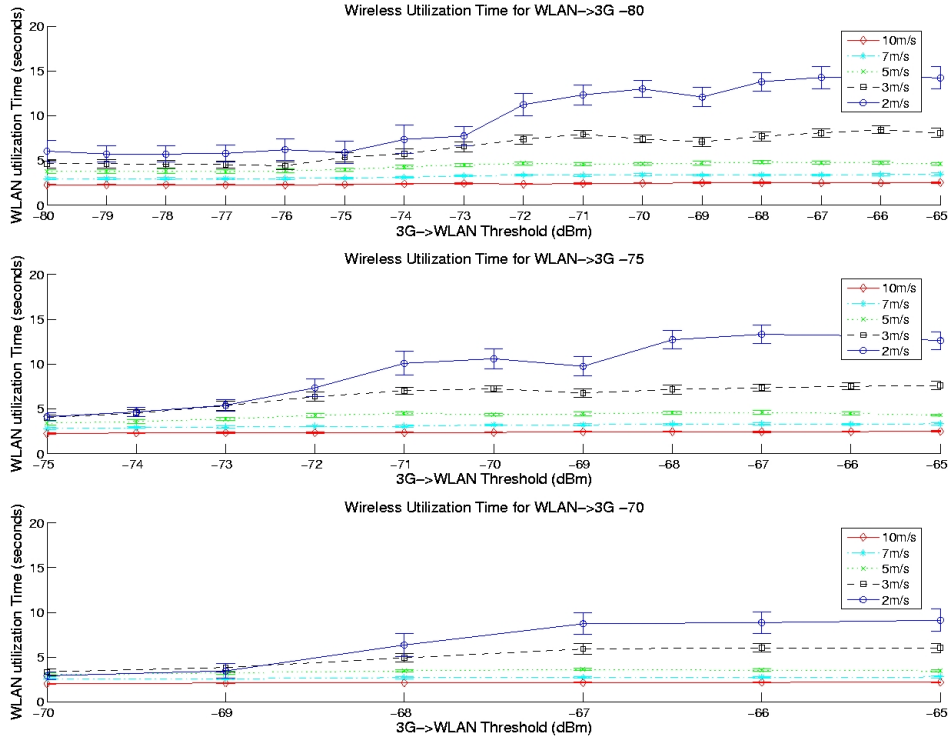 Wireless Utilization Time for WLAN->3G -80
WLAN utilization Time (seconds)
20
15
10
5
0
10m/s
7m/s
5m/s
3m/s
2m/s
-80 -79 -78 -77 -76 -75 -74 -73 -72 -71 -70 -69 -68 -67 -66 -65
3G->WLAN Threshold (dBm)
Wireless Utilization Time for WLAN->3G -75
WLAN utilization Time (seconds)
20
15
10
5
0
10m/s
7m/s
5m/s
3m/s
2m/s
-75 -74 -73 -72 -71 -70 -69 -68 -67 -66 -65
3G->WLAN Threshold (dBm)
Wireless Utilization Time for WLAN->3G -70
WLAN utilization Time (seconds)
20
15
10
5
0
10m/s
7m/s
5m/s
3m/s
2m/s
-70 -69 -68 -67 -66 -65
3G->WLAN Threshold (dBm)